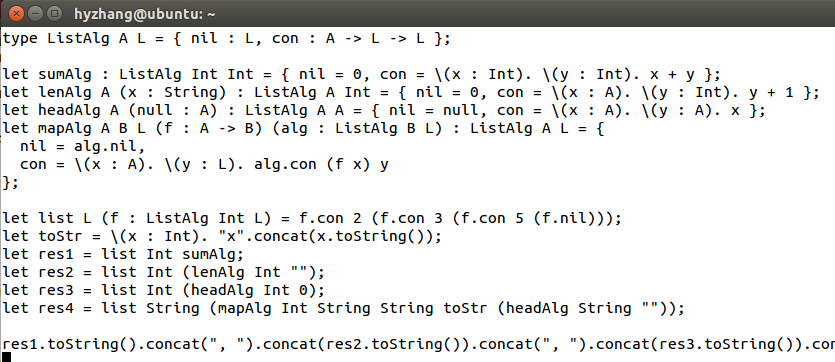 hyzhang@ubuntu: ~
type ListAlg A L = { nil : L, con : A -> L -> L };
let sumAlg : ListAlg Int Int = { nil = 0, con = \(x : Int). \(y : Int). x + y };
let lenAlg A (x : String) : ListAlg A Int = { nil = 0, con = \(x : A). \(y : Int). y + 1 };
let headAlg A (null : A) : ListAlg A A = { nil = null, con = \(x : A). \(y : A). x };
let mapAlg A B L (f : A -> B) (alg : ListAlg B L) : ListAlg A L = {
  nil = alg.nil,
  con = \(x : A). \(y : L). alg.con (f x) y
};
let list L (f : ListAlg Int L) = f.con 2 (f.con 3 (f.con 5 (f.nil)));
let toStr = \(x : Int). "x".concat(x.toString());
let res1 = list Int sumAlg;
let res2 = list Int (lenAlg Int "");
let res3 = list Int (headAlg Int 0);
let res4 = list String (mapAlg Int String String toStr (headAlg String ""));
res1.toString().concat(", ").concat(res2.toString()).concat(", ").concat(res3.toString()).con